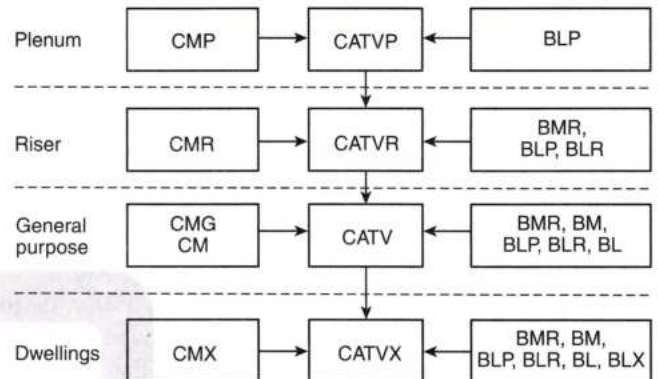 Plenum
CMP
CATVP
BLP
Riser
CMR
CATVR
BMR,
BLP, BLR
General
purpose
CMG
CM
CATV
BMR, BM,
BLP, BLR, BL
Dwellings
CMX
CATVX
BMR, BM,
BLP, BLR, BL, BLX